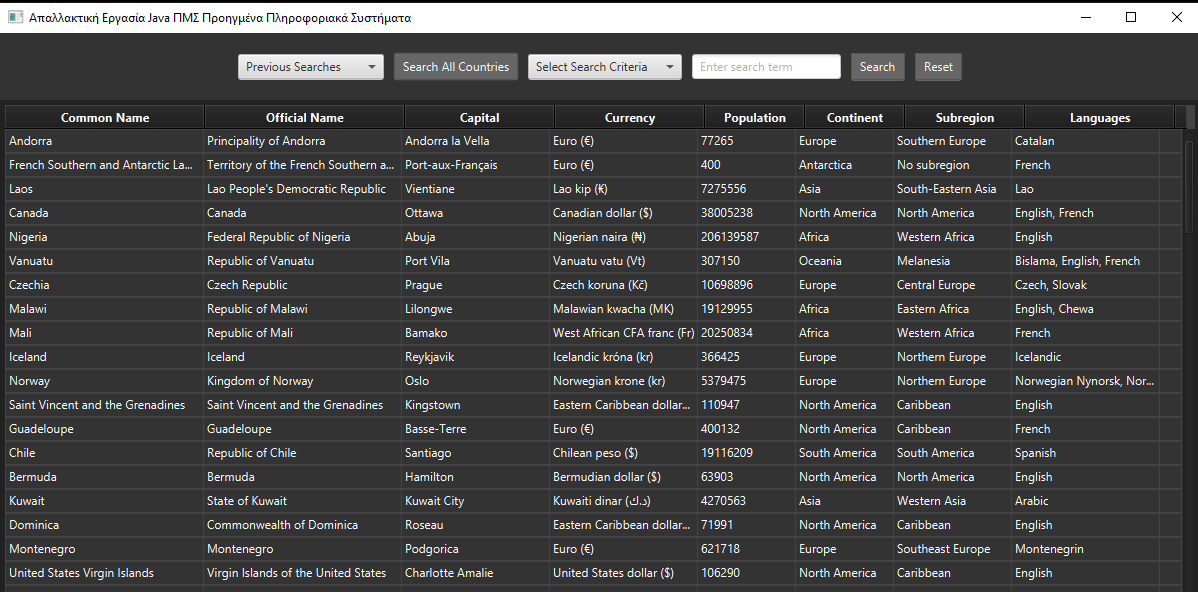 Απαλλακτική Εργασία Java ΠΜΣ Προηγμένα Πληροφοριακά Συστήματα
Previous Searches Search All Countries Select Search Criteria Enter search term Search Reset
Common Name Official Name Capital Currency Population Continent Subregion Languages
Andorra Principality of Andorra Andorra la Vella Euro (€) 77265 Europe Southern Europe Catalan
French Southern and Antarctic La... Territory of the French Southern a... Port-aux-Français Euro (€) 400 Antarctica No subregion French
Laos Lao People's Democratic Republic Vientiane Lao kip (₭) 7275556 Asia South-Eastern Asia Lao
Canada Canada Ottawa Canadian dollar ($) 38005238 North America North America English, French
Nigeria Federal Republic of Nigeria Abuja Nigerian naira (₦) 206139587 Africa Western Africa English
Vanuatu Republic of Vanuatu Port Vila Vanuatu vatu (Vt) 307150 Oceania Melanesia Bislama, English, French
Czechia Czech Republic Prague Czech koruna (Kč) 10698896 Europe Central Europe Czech, Slovak
Malawi Republic of Malawi Lilongwe Malawian kwacha (MK) 19129955 Africa Eastern Africa English, Chewa
Mali Republic of Mali Bamako West African CFA franc (Fr) 20250834 Africa Western Africa French
Iceland Iceland Reykjavik Icelandic króna (kr) 366425 Europe Northern Europe Icelandic
Norway Kingdom of Norway Oslo Norwegian krone (kr) 5379475 Europe Northern Europe Norwegian Nynorsk, Nor...
Saint Vincent and the Grenadines Saint Vincent and the Grenadines Kingstown Eastern Caribbean dollar... 110947 North America Caribbean English
Guadeloupe Guadeloupe Basse-Terre Euro (€) 400132 North America Caribbean French
Chile Republic of Chile Santiago Chilean peso ($) 19116209 South America South America Spanish
Bermuda Bermuda Hamilton Bermudian dollar ($) 63903 North America North America English
Kuwait State of Kuwait Kuwait City Kuwaiti dinar (د.ك) 4270563 Asia Western Asia Arabic
Dominica Commonwealth of Dominica Roseau Eastern Caribbean dollar... 71991 North America Caribbean English
Montenegro Montenegro Podgorica Euro (€) 621718 Europe Southeast Europe Montenegrin
United States Virgin Islands Virgin Islands of the United States Charlotte Amalie United States dollar ($) 106290 North America Caribbean English